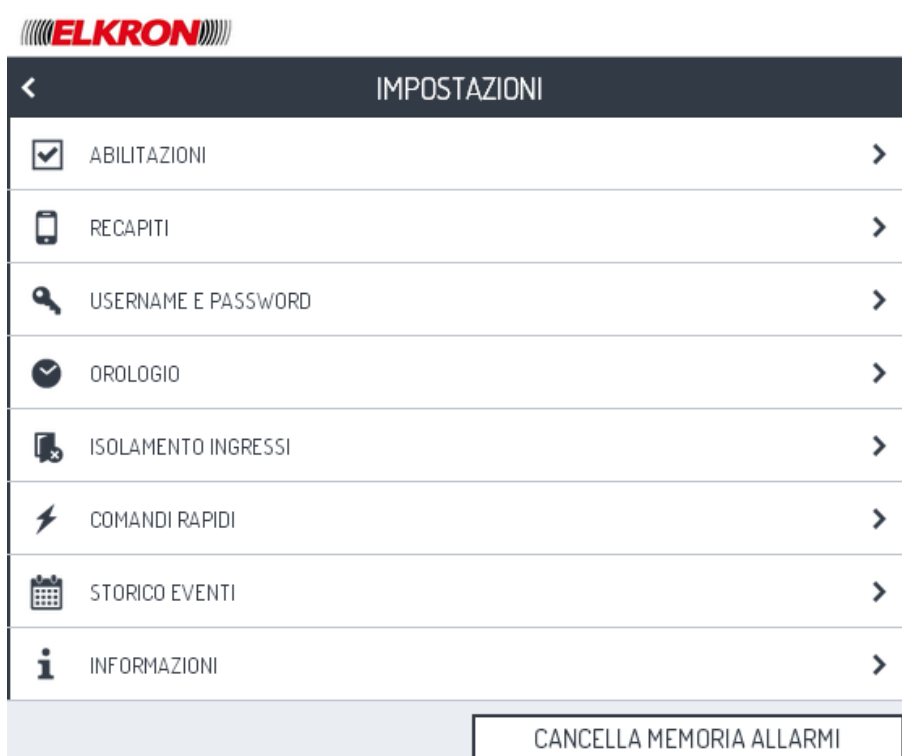 ELKRON
IMPOSTAZIONI
ABILITAZIONI
RECAPITI
USERNAME E PASSWORD
OROLOGIO
ISOLAMENTO INGRESSI
COMANDI RAPIDI
STORICO EVENTI
INFORMAZIONI
CANCELLA MEMORIA ALLARMI